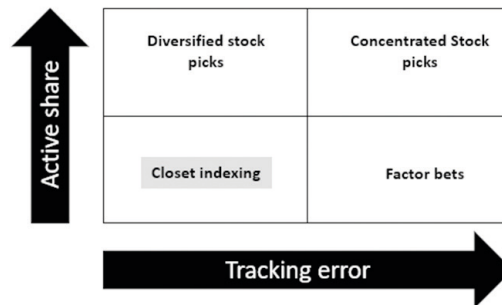 Diversified stock
picks
Concentrated Stock
picks
Active share
Closet indexing
Factor bets
Tracking error